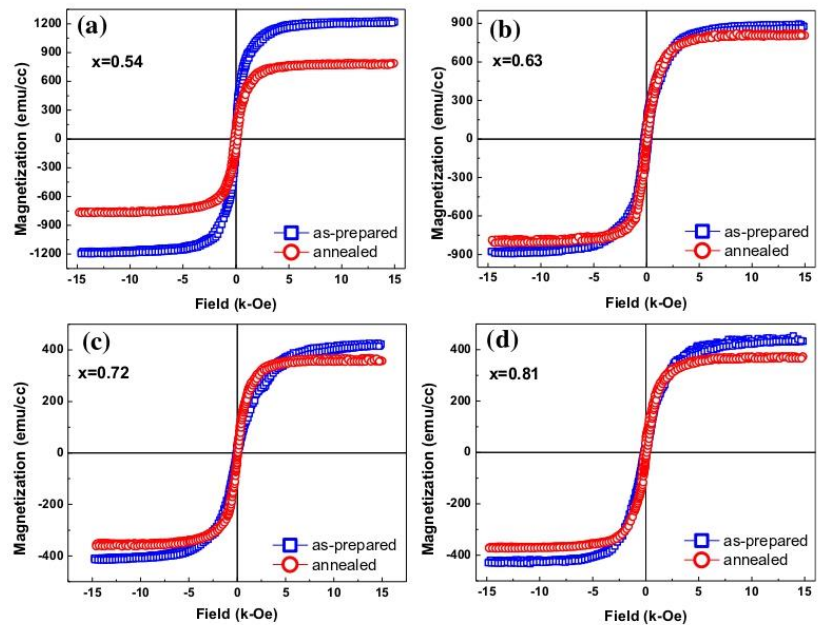 (a)
x=0.54
1200
900
600
300
0
-300
-600
-900
-1200
Magnetization (emu/cc)
as-prepared
annealed
-15 -10 -5 0 5 10 15
Field (k-Oe)
(b)
x=0.63
900
600
300
0
-300
-600
-900
Magnetization (emu/cc)
as-prepared
annealed
-15 -10 -5 0 5 10 15
Field (k-Oe)
(c)
x=0.72
400
200
0
-200
-400
Magnetization (emu/cc)
as-prepared
annealed
-15 -10 -5 0 5 10 15
Field (k-Oe)
(d)
x=0.81
400
200
0
-200
-400
Magnetization (emu/cc)
as-prepared
annealed
-15 -10 -5 0 5 10 15
Field (k-Oe)